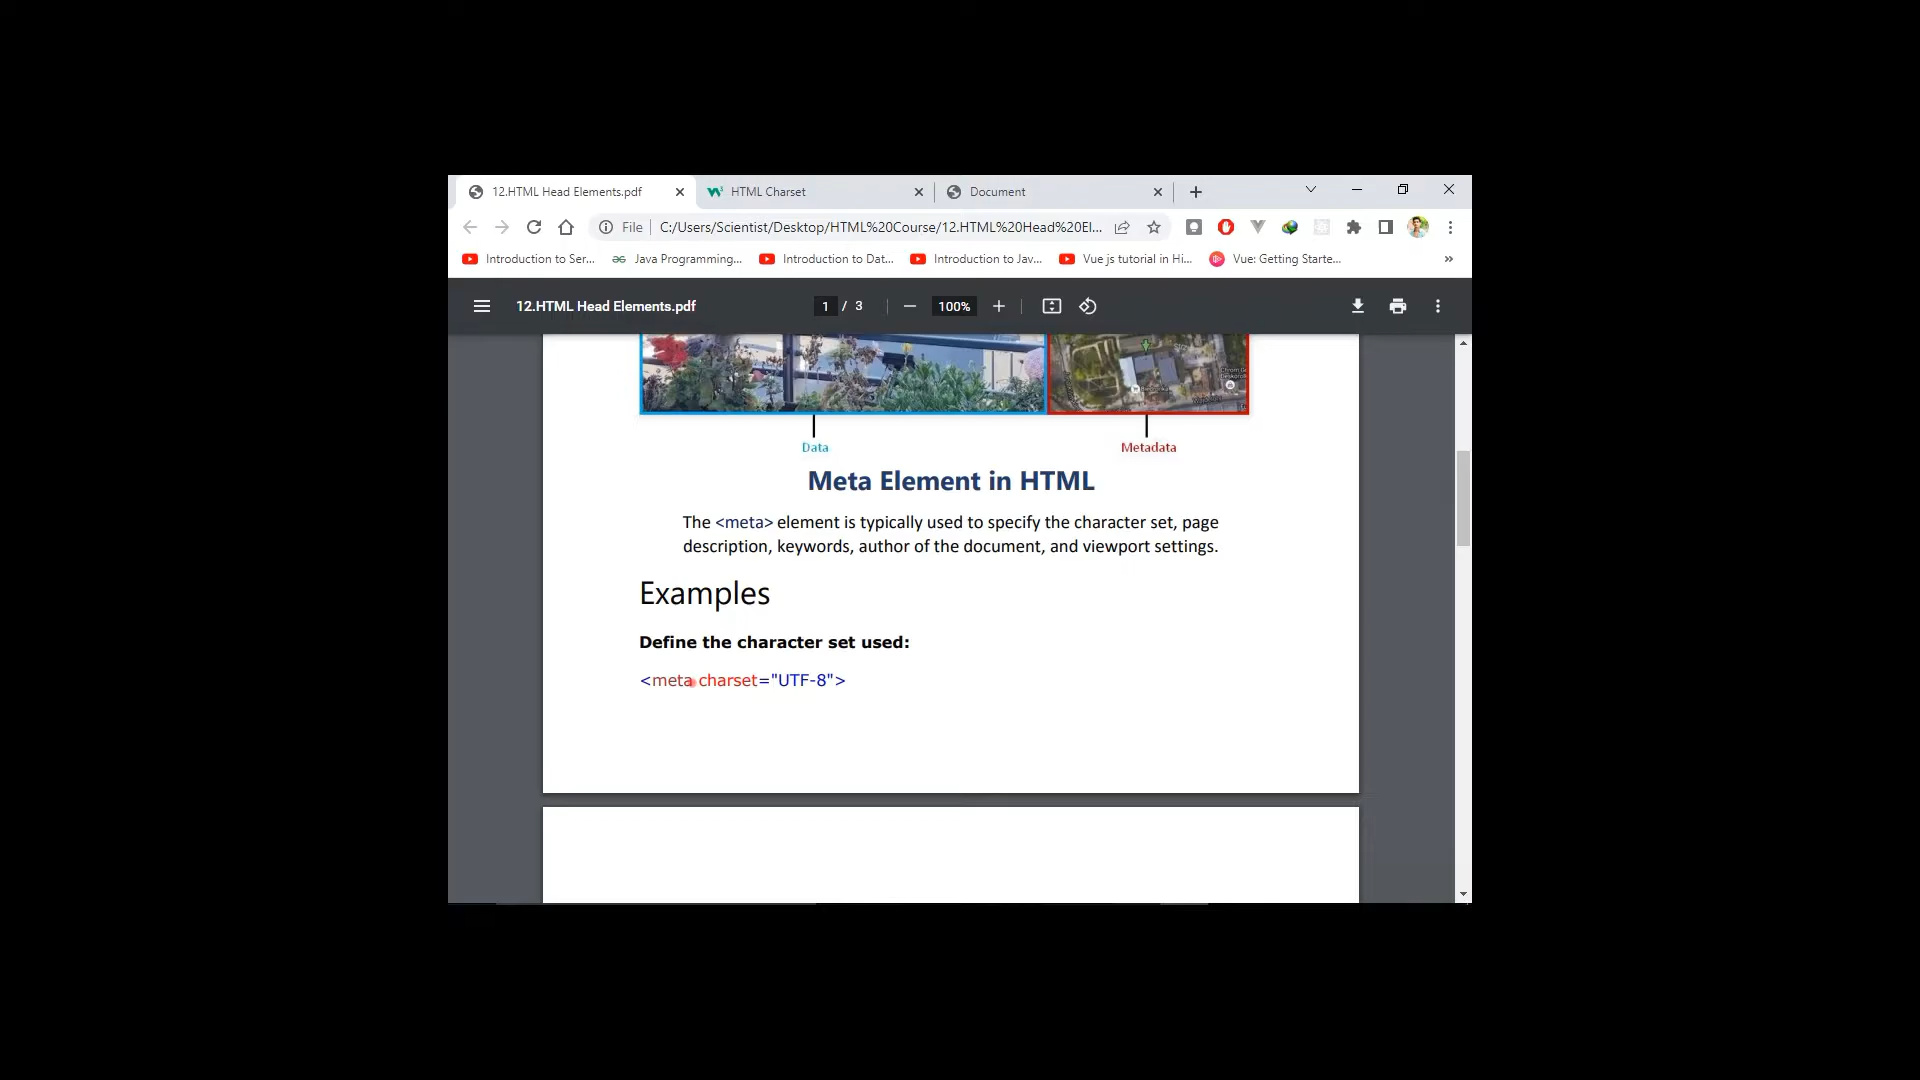 12.HTML Head Elements.pdf
HTML Charset
Document
File
C:/Users/Scientist/Desktop/HTML%20Course/12.HTML%20Head%20El...
Introduction to Ser...
Java Programming...
Introduction to Dat...
Introduction to Jav...
Vue js tutorial in Hi...
Vue: Getting Starte...
»
12.HTML Head Elements.pdf
1 / 3
100%
Data
Metadata
Meta Element in HTML
The <meta> element is typically used to specify the character set, page
description, keywords, author of the document, and viewport settings.
Examples
Define the character set used:
<meta charset="UTF-8">